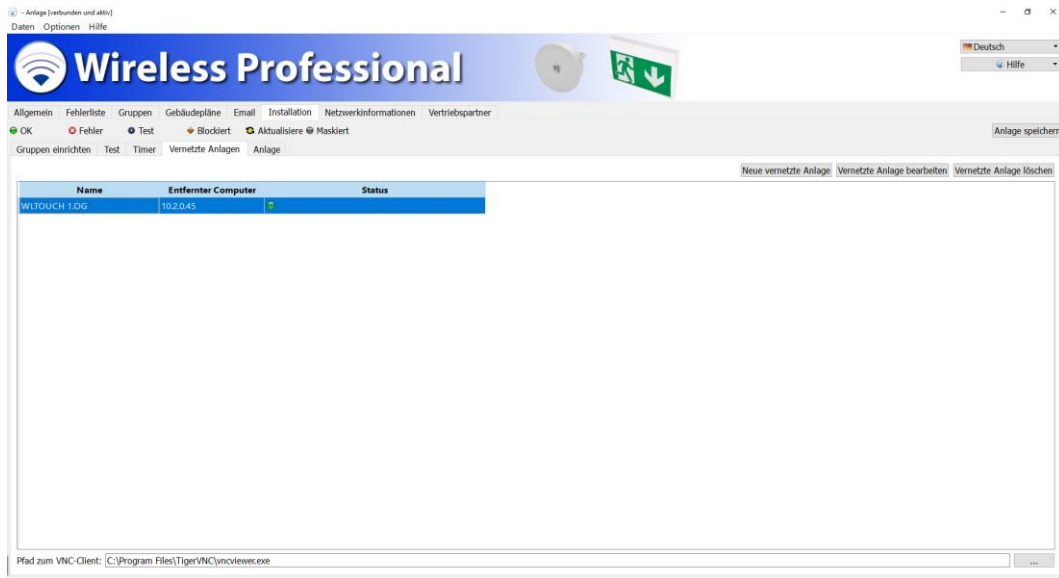 - Anlage [verbunden und aktiv]
Daten Optionen Hilfe
Wireless Professional
Deutsch
Hilfe
Allgemein Fehlerliste Gruppen Gebäudepläne Email Installation Netzwerkinformationen Vertriebspartner
OK Fehler Test Blockiert Aktualisiere Maskiert Anlage speichern
Gruppen einrichten Test Timer Vernetzte Anlagen Anlage
Neue vernetzte Anlage Vernetzte Anlage bearbeiten Vernetzte Anlage löschen
Name Entfernter Computer Status
WLTOUCH 1.OG 10.2.0.45
Pfad zum VNC-Client: C:\Program Files\TigerVNC\vncviewer.exe ...